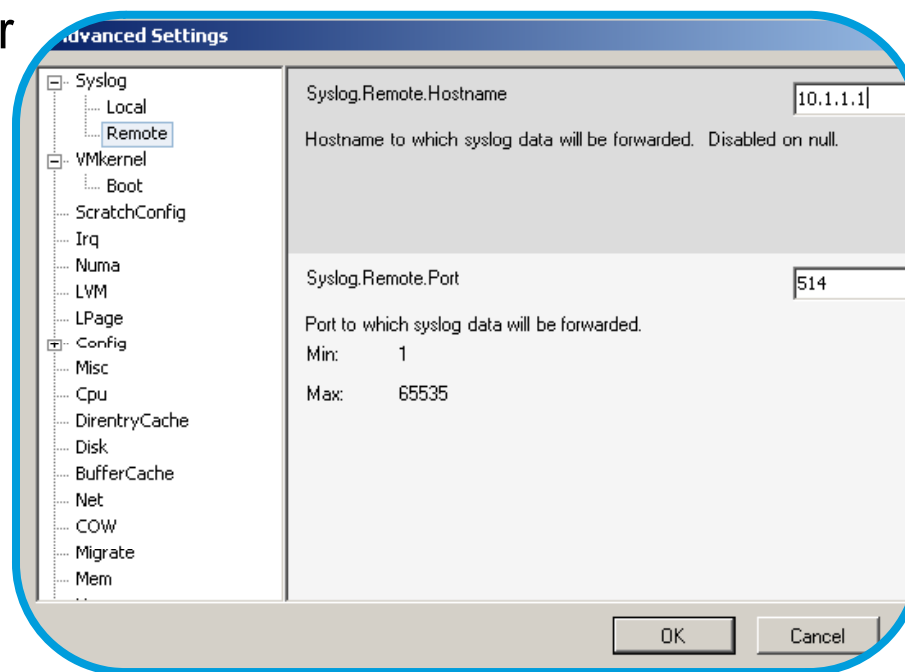 r
Advanced Settings
Syslog
Local
Remote
VMkernel
Boot
ScratchConfig
Irq
Numa
LVM
LPage
Config
Misc
Cpu
DirentryCache
Disk
BufferCache
Net
COW
Migrate
Mem
Syslog.Remote.Hostname
10.1.1.1
Hostname to which syslog data will be forwarded. Disabled on null.
Syslog.Remote.Port
514
Port to which syslog data will be forwarded.
Min: 1
Max: 65535
OK
Cancel